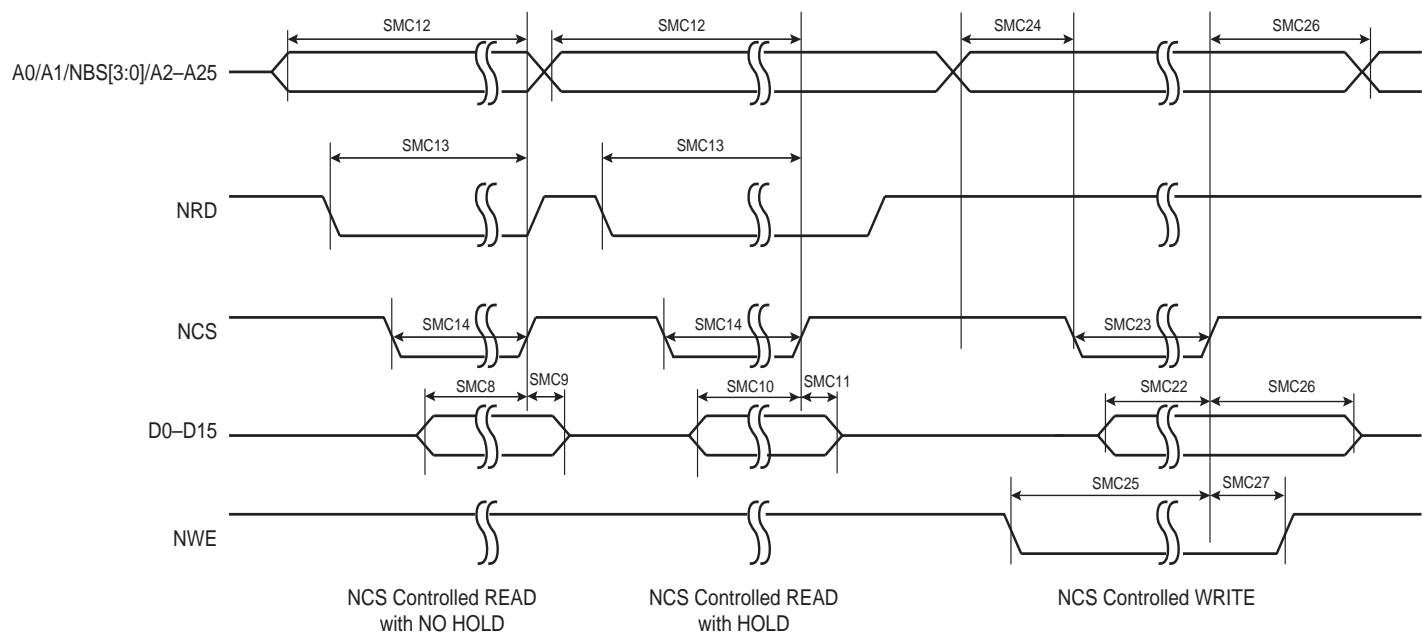 SMC12
SMC12
SMC24
SMC26
A0/A1/NBS[3:0]/A2–A25
SMC13
SMC13
NRD
NCS
SMC14
SMC14
SMC23
SMC8
SMC9
SMC10
SMC11
SMC22
SMC26
D0–D15
SMC25
SMC27
NWE
NCS Controlled READ
with NO HOLD
NCS Controlled READ
with HOLD
NCS Controlled WRITE